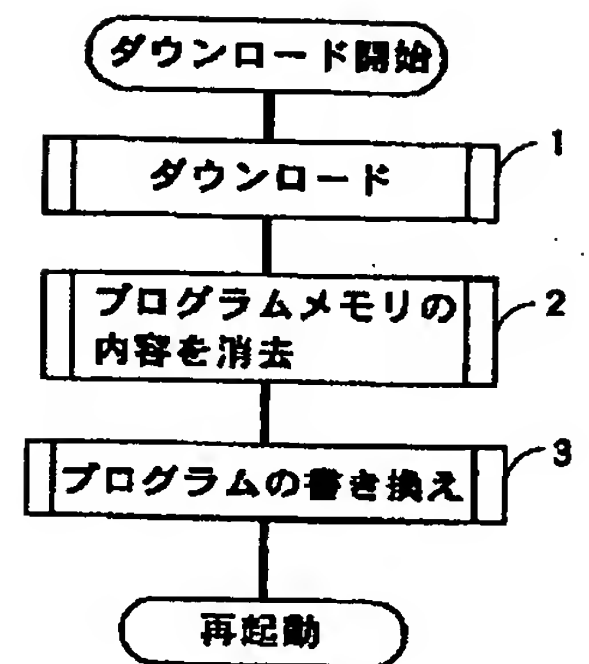 ダウンロード開始
1
ダウンロード
2
プログラムメモリの
内容を消去
3
プログラムの書き換え
再起動